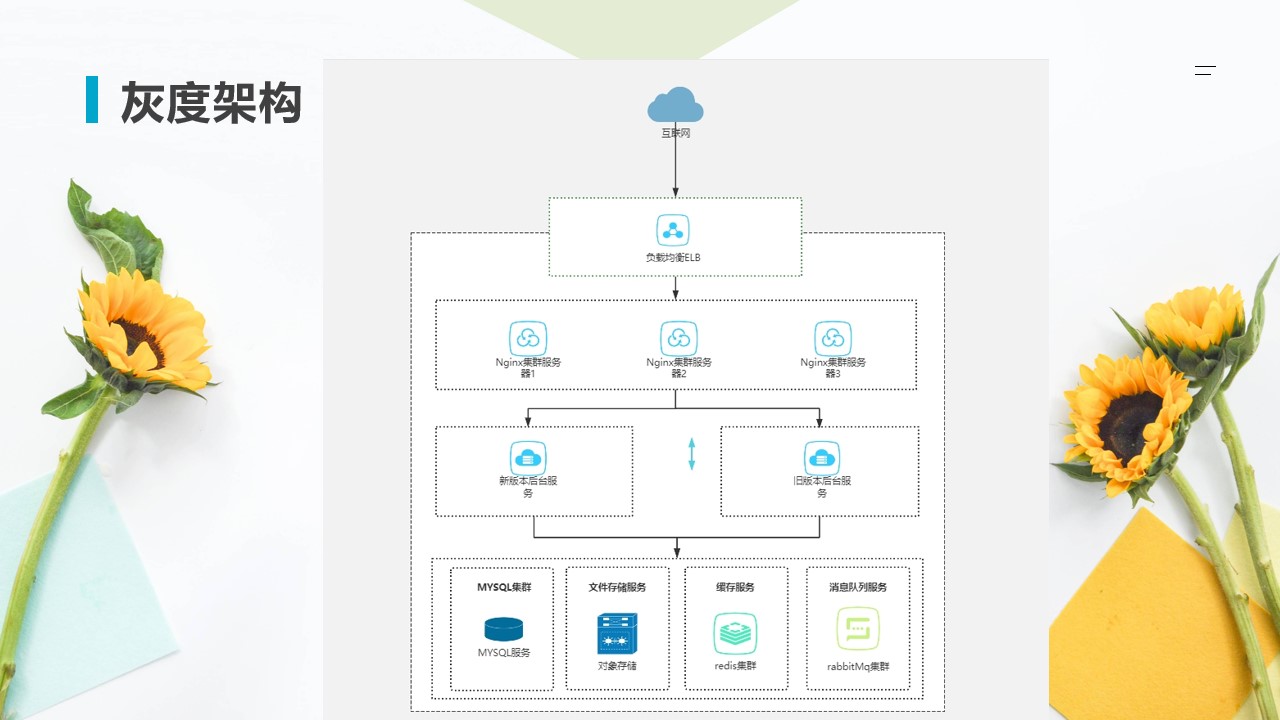 灰度架构
互联网
负载均衡ELB
Nginx集群服务
器1
Nginx集群服务
器2
Nginx集群服务
器3
新版本后台服
务
旧版本后台服
务
MYSQL集群
文件存储服务
缓存服务
消息队列服务
MYSQL服务
对象存储
redis集群
rabbitMq集群